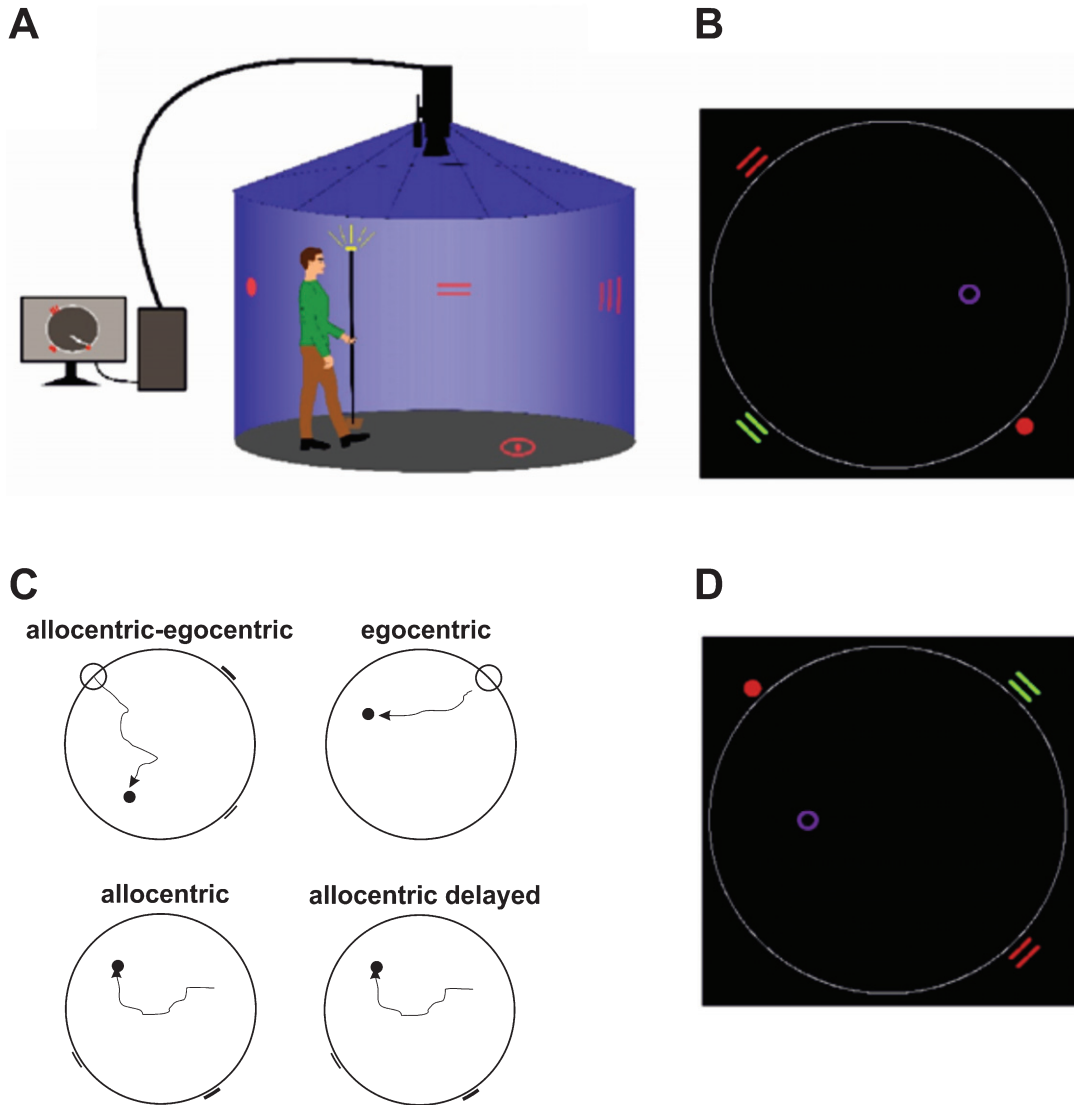 A
B
C
allocentric-egocentric
egocentric
allocentric
allocentric delayed
D